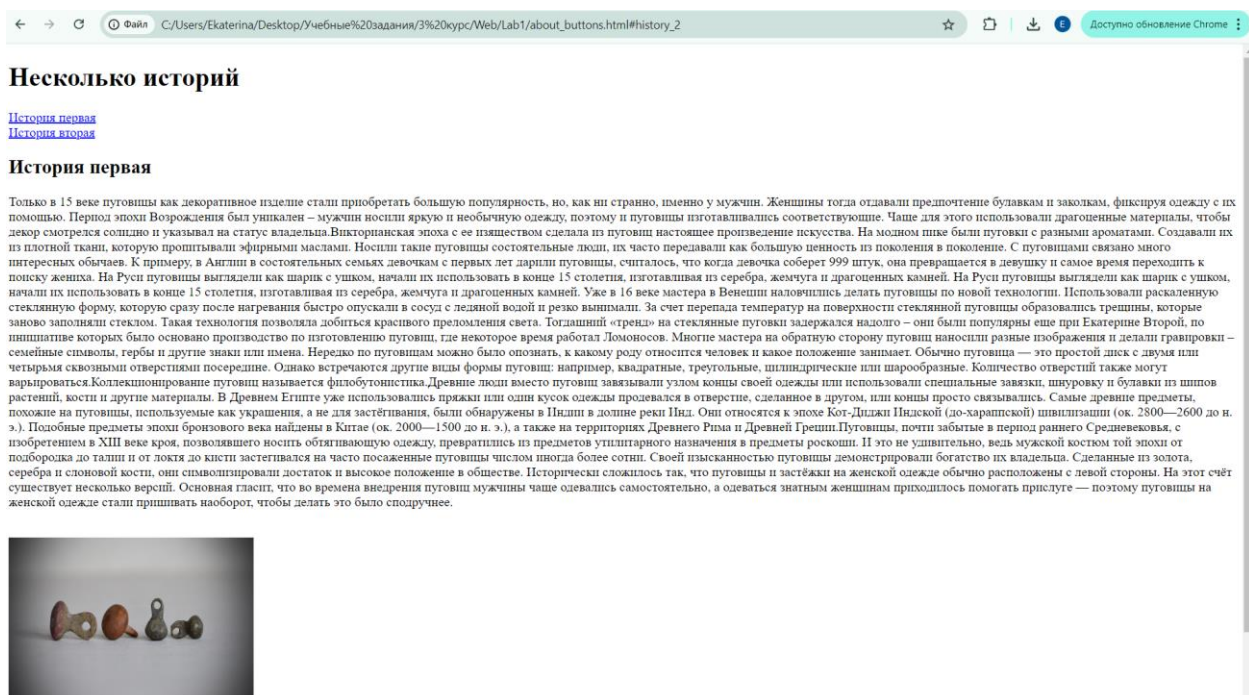 Файл C:/Users/Ekaterina/Desktop/Учебные%20задания/3%20курс/Web/Lab1/about_buttons.html#history_2 E Доступно обновление Chrome
Несколько историй
История первая
История вторая
История первая
Только в 15 веке пуговицы как декоративное изделие стали приобретать большую популярность, но, как ни странно, именно у мужчин. Женщины тогда отдавали предпочтение булавкам и заколкам, фиксируя одежду с их
помощью. Период эпохи Возрождения был уникален – мужчин носили яркую и необычную одежду, поэтому и пуговицы изготавливались соответствующие. Чаще для этого использовали драгоценные материалы, чтобы
декор смотрелся солидно и указывал на статус владельца.Викторианская эпоха с ее изяществом сделала из пуговиц настоящее произведение искусства. На модном пике были пуговки с разными ароматами. Создавали их
из плотной ткани, которую пропитывали эфирными маслами. Носили такие пуговицы состоятельные люди, их часто передавали как большую ценность из поколения в поколение. С пуговицами связано много
интересных обычаев. К примеру, в Англии в состоятельных семьях девочкам с первых лет дарили пуговицы, считалось, что когда девочка соберет 999 штук, она превращается в девушку и самое время переходить к
поиску жениха. На Руси пуговицы выглядели как шарик с ушком, начали их использовать в конце 15 столетия, изготавливая из серебра, жемчуга и драгоценных камней. На Руси пуговицы выглядели как шарик с ушком,
начали их использовать в конце 15 столетия, изготавливая из серебра, жемчуга и драгоценных камней. Уже в 16 веке мастера в Венеции наловчились делать пуговицы по новой технологии. Использовали раскаленную
стеклянную форму, которую сразу после нагревания быстро опускали в сосуд с ледяной водой и резко вынимали. За счет перепада температур на поверхности стеклянной пуговицы образовались трещины, которые
заново заполняли стеклом. Такая технология позволяла добиться красивого преломления света. Тогдашний «тренд» на стеклянные пуговки задержался надолго – они были популярны еще при Екатерине Второй, по
инициативе которых было основано производство по изготовлению пуговиц, где некоторое время работал Ломоносов. Многие мастера на обратную сторону пуговиц наносили разные изображения и делали гравировки –
семейные символы, гербы и другие знаки или имена. Нередко по пуговицам можно было опознать, к какому роду относится человек и какое положение занимает. Обычно пуговица — это простой диск с двумя или
четырьмя сквозными отверстиями посередине. Однако встречаются другие виды формы пуговиц: например, квадратные, треугольные, цилиндрические или шарообразные. Количество отверстий также могут
варьироваться.Коллекционирование пуговиц называется филобутонистика.Древние люди вместо пуговиц завязывали узлом концы своей одежды или использовали специальные завязки, шнуровку и булавки из шипов
растений, кости и другие материалы. В Древнем Египте уже использовались пряжки или один кусок одежды продевался в отверстие, сделанное в другом, или концы просто связывались. Самые древние предметы,
похожие на пуговицы, используемые как украшения, а не для застёгивания, были обнаружены в Индии в долине реки Инд. Они относятся к эпохе Кот-Диджи Индской (до-хараппской) цивилизации (ок. 2800—2600 до н.
э.). Подобные предметы эпохи бронзового века найдены в Китае (ок. 2000—1500 до н. э.), а также на территориях Древнего Рима и Древней Греции.Пуговицы, почти забытые в период раннего Средневековья, с
изобретением в XIII веке кроя, позволявшего носить обтягивающую одежду, превратились из предметов утилитарного назначения в предметы роскоши. И это не удивительно, ведь мужской костюм той эпохи от
подбородка до талии и от локтя до кисти застегивался на часто посаженные пуговицы числом иногда более сотни. Своей изысканностью пуговицы демонстрировали богатство их владельца. Сделанные из золота,
серебра и слоновой кости, они символизировали достаток и высокое положение в обществе. Исторически сложилось так, что пуговицы и застёжки на женской одежде обычно расположены с левой стороны. На этот счёт
существует несколько версий. Основная гласит, что во времена внедрения пуговиц мужчины чаще одевались самостоятельно, а одеваться знатным женщинам приходилось помогать прислуге — поэтому пуговицы на
женской одежде стали пришивать наоборот, чтобы делать это было сподручнее.